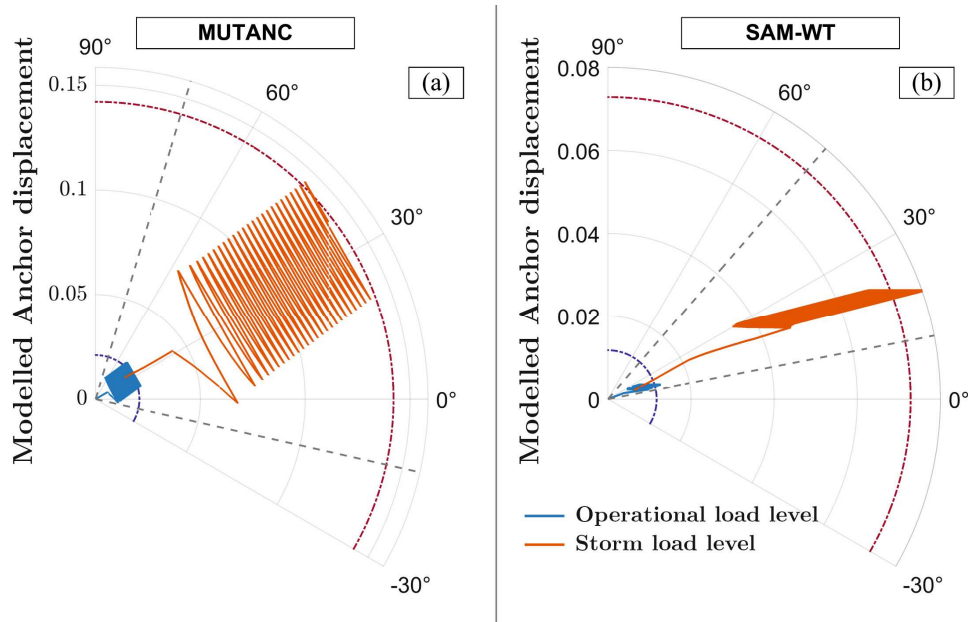 MUTANC
(a)
Modelled Anchor displacement
90°
60°
30°
0°
-30°
0.15
0.1
0.05
0
SAM-WT
(b)
Modelled Anchor displacement
90°
60°
30°
0°
-30°
0.08
0.06
0.04
0.02
0
Operational load level
Storm load level